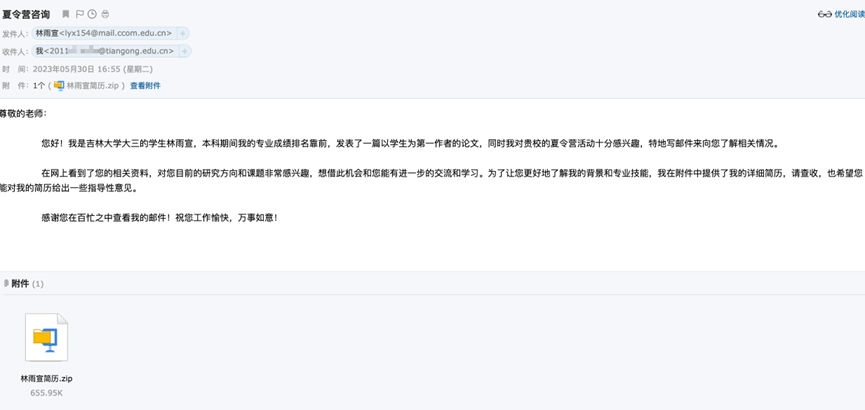 夏令营咨询
优化阅读
发件人：林雨宣<lyx154@mail.ccom.edu.cn>
收件人：我<2011 @tiangong.edu.cn>
时 间：2023年05月30日 16:55 (星期二)
附 件：1个 ( 林雨宣简历.zip ) 查看附件
尊敬的老师：
您好！我是吉林大学大三的学生林雨宣，本科期间我的专业成绩排名靠前，发表了一篇以学生为第一作者的论文，同时我对贵校的夏令营活动十分感兴趣，特地写邮件来向您了解相关情况。
在网上看到了您的相关资料，对您目前的研究方向和课题非常感兴趣，想借此机会和您能有进一步的交流和学习。为了让您更好地了解我的背景和专业技能，我在附件中提供了我的详细简历，请查收，也希望您
能对我的简历给出一些指导性意见。
感谢您在百忙之中查看我的邮件！祝您工作愉快，万事如意！
附件 (1)
林雨宣简历.zip
655.95K